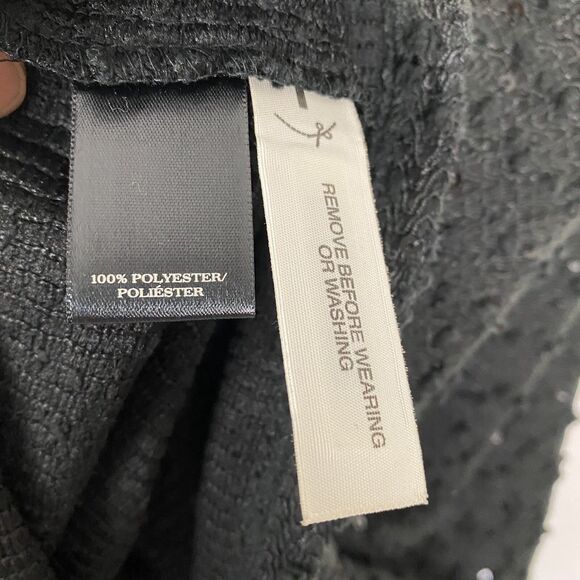 100% POLYESTER/
POLIÉSTER
REMOVE BEFORE WEARING
OR WASHING